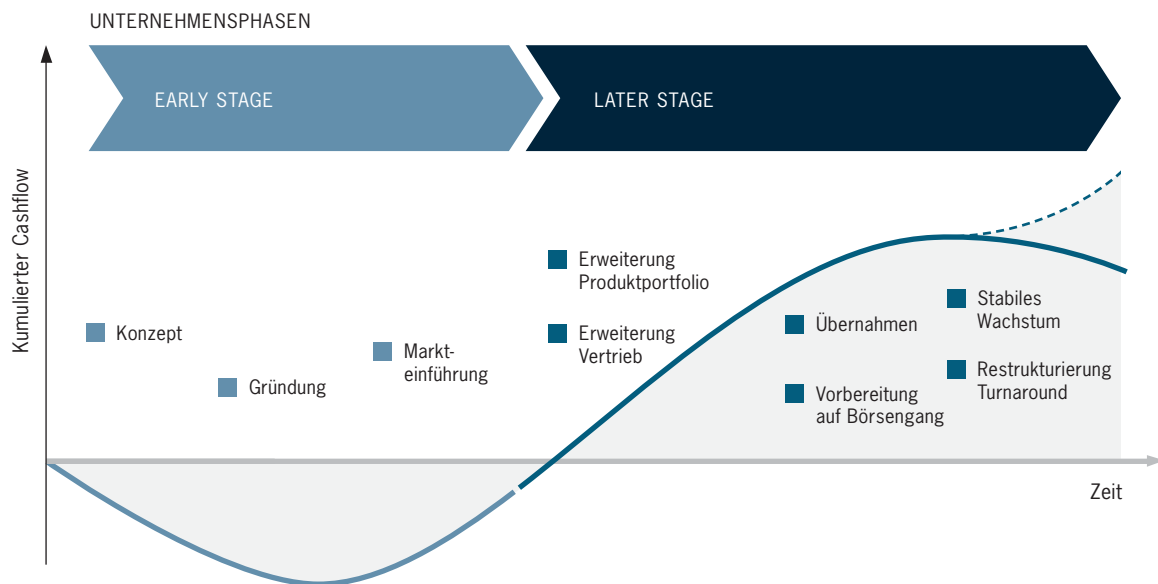 UNTERNEHMENSPHASEN
EARLY STAGE
LATER STAGE
Kumulierter Cashflow
Konzept
Gründung
Markt-
einführung
Erweiterung
Produktportfolio
Erweiterung
Vertrieb
Übernahmen
Vorbereitung
auf Börsengang
Stabiles
Wachstum
Restrukturierung
Turnaround
Zeit